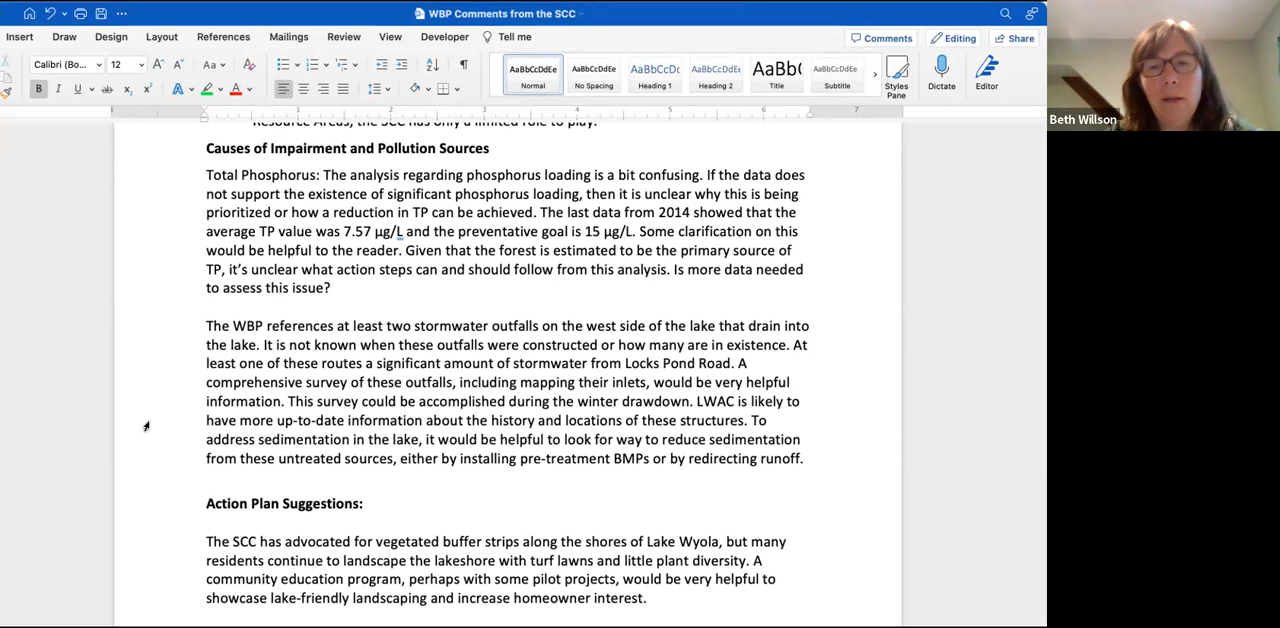 WBP Comments from the SCC
Insert Draw Design Layout References Mailings Review View Developer Tell me
Comments Editing Share
Calibri (Bo... 12 A A Aa A
AaBbCcDdEe AaBbCcDdEe AaBbCcDc AaBbCcDdEe AaBb( AaBbCcDdEe
Normal No Spacing Heading 1 Heading 2 Title Subtitle
Styles Pane Dictate Editor
B I U ab x₂ x² A A
1 1 2 3 4 5 6 7
Resource Areas, the SCC has only a limited role to play.
Causes of Impairment and Pollution Sources
Total Phosphorus: The analysis regarding phosphorus loading is a bit confusing. If the data does
not support the existence of significant phosphorus loading, then it is unclear why this is being
prioritized or how a reduction in TP can be achieved. The last data from 2014 showed that the
average TP value was 7.57 µg/L and the preventative goal is 15 µg/L. Some clarification on this
would be helpful to the reader. Given that the forest is estimated to be the primary source of
TP, it's unclear what action steps can and should follow from this analysis. Is more data needed
to assess this issue?
The WBP references at least two stormwater outfalls on the west side of the lake that drain into
the lake. It is not known when these outfalls were constructed or how many are in existence. At
least one of these routes a significant amount of stormwater from Locks Pond Road. A
comprehensive survey of these outfalls, including mapping their inlets, would be very helpful
information. This survey could be accomplished during the winter drawdown. LWAC is likely to
have more up-to-date information about the history and locations of these structures. To
address sedimentation in the lake, it would be helpful to look for way to reduce sedimentation
from these untreated sources, either by installing pre-treatment BMPs or by redirecting runoff.
Action Plan Suggestions:
The SCC has advocated for vegetated buffer strips along the shores of Lake Wyola, but many
residents continue to landscape the lakeshore with turf lawns and little plant diversity. A
community education program, perhaps with some pilot projects, would be very helpful to
showcase lake-friendly landscaping and increase homeowner interest.
Beth Willson